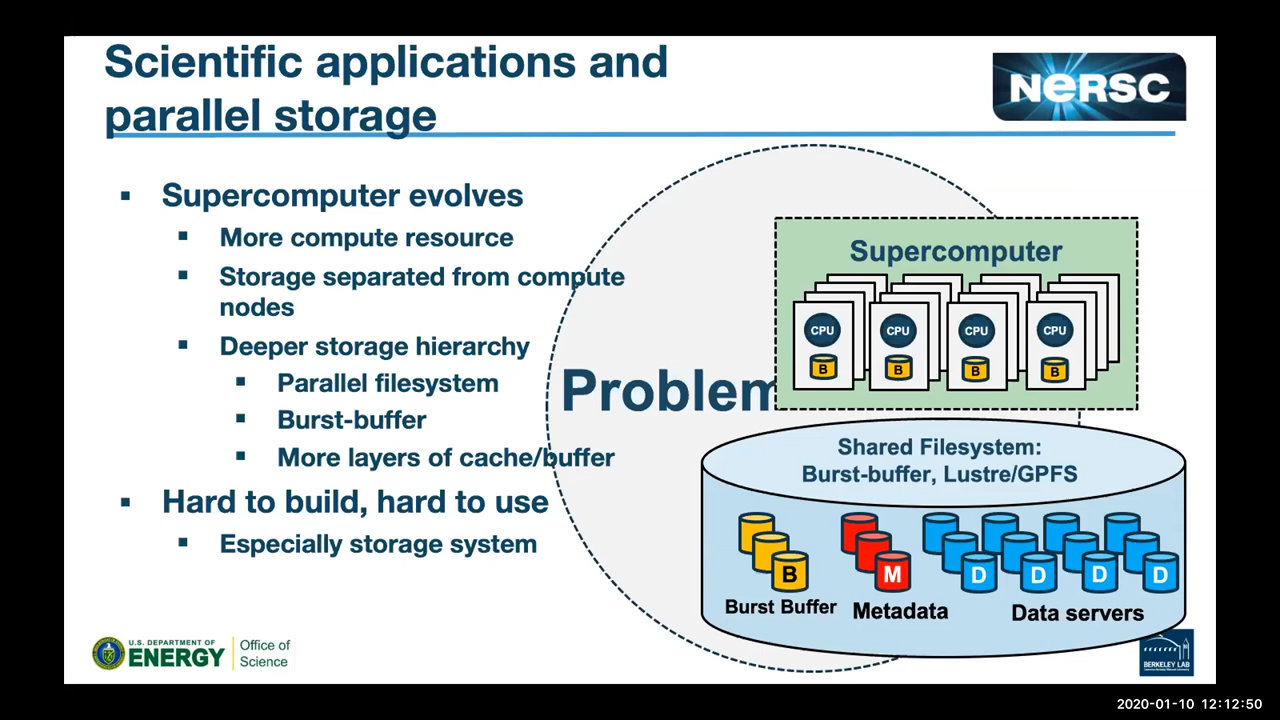 Scientific applications and
parallel storage
NERSC
Supercomputer evolves
More compute resource
Storage separated from compute
nodes
Deeper storage hierarchy
Parallel filesystem
Burst-buffer
More layers of cache/buffer
Hard to build, hard to use
Especially storage system
Problem
Supercomputer
CPU CPU CPU CPU
B B B B
Shared Filesystem:
Burst-buffer, Lustre/GPFS
B M D D D D
Burst Buffer Metadata Data servers
U.S. DEPARTMENT OF
ENERGY
Office of
Science
BERKELEY LAB
2020-01-10 12:12:50